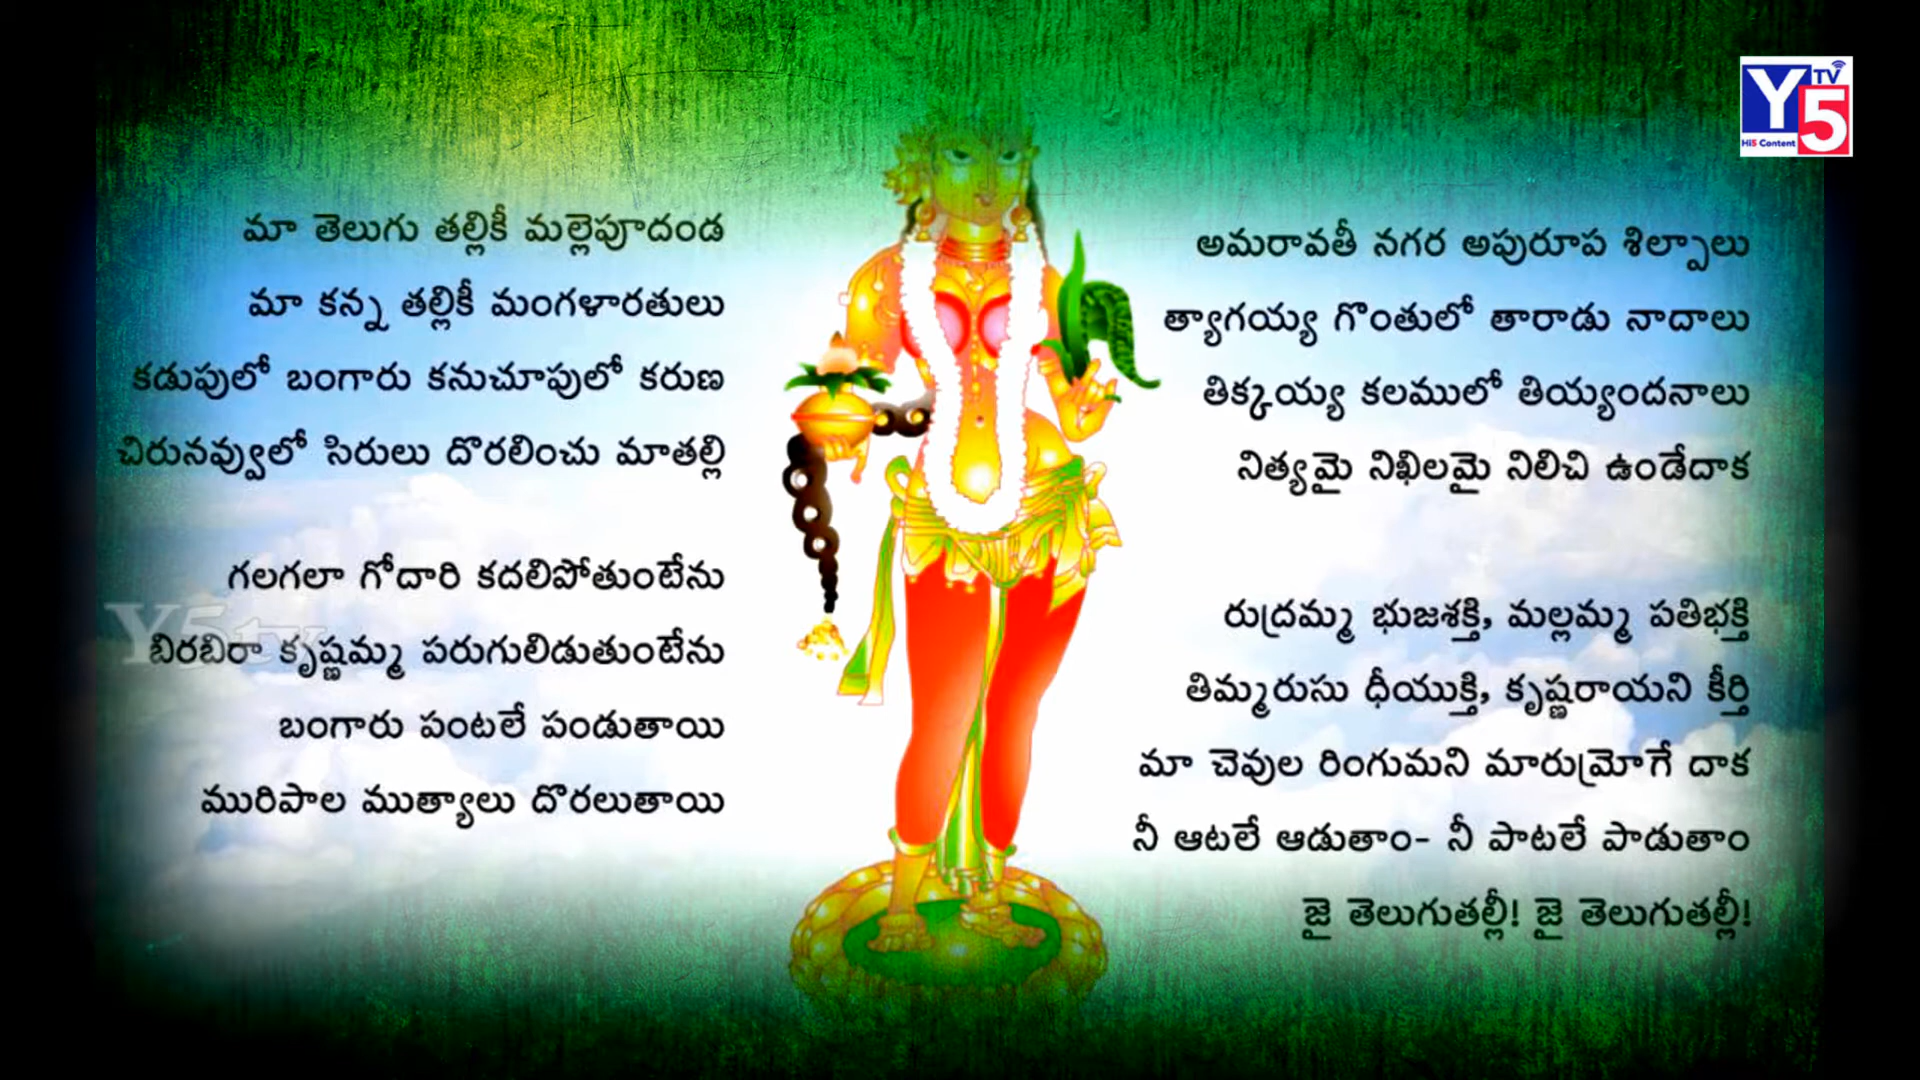 మా తెలుగు తల్లికీ మల్లెపూదండ
మా కన్న తల్లికీ మంగళారతులు
కడుపులో బంగారు కనుచూపులో కరుణ
చిరునవ్వులో సిరులు దొరలించు మాతల్లి
గలగలా గోదారి కదలిపోతుంటేను
బిరబిరా కృష్ణమ్మ పరుగులిడుతుంటేను
బంగారు పంటలే పండుతాయి
మురిపాల ముత్యాలు దొరలుతాయి
అమరావతీ నగర అపురూప శిల్పాలు
త్యాగయ్య గొంతులో తారాడు నాదాలు
తిక్కయ్య కలములో తియ్యందనాలు
నిత్యమై నిఖిలమై నిలిచి ఉండేదాక
రుద్రమ్మ భుజశక్తి, మల్లమ్మ పతిభక్తి
తిమ్మరుసు ధీయుక్తి, కృష్ణరాయని కీర్తి
మా చెవుల రింగుమని మారుమ్రోగే దాక
నీ ఆటలే ఆడుతాం- నీ పాటలే పాడుతాం
జై తెలుగుతల్లీ! జై తెలుగుతల్లీ!
Y5 TV
Hi5 Content
Y5tv